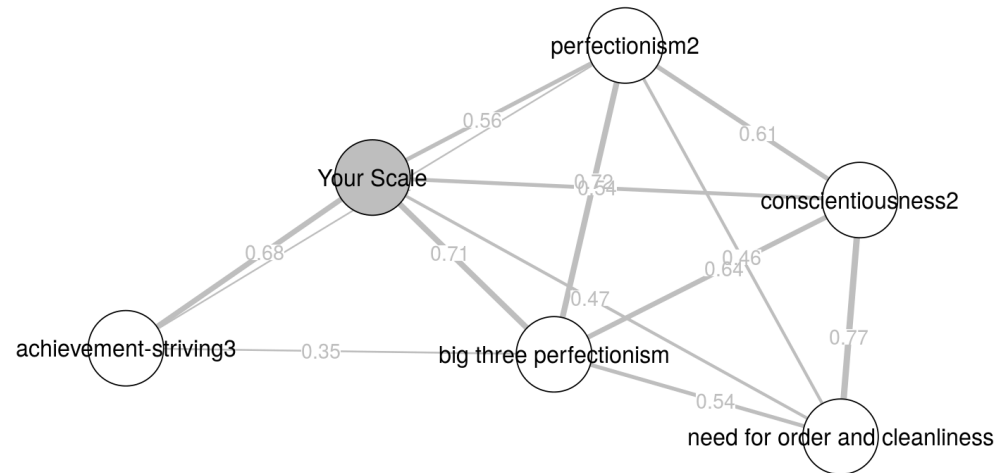 perfectionism2
0.56
0.61
Your Scale
0.72
0.54
conscientiousness2
0.68
0.71
0.46
0.64
0.47
0.77
achievement-striving3
0.35
big three perfectionism
0.54
need for order and cleanliness